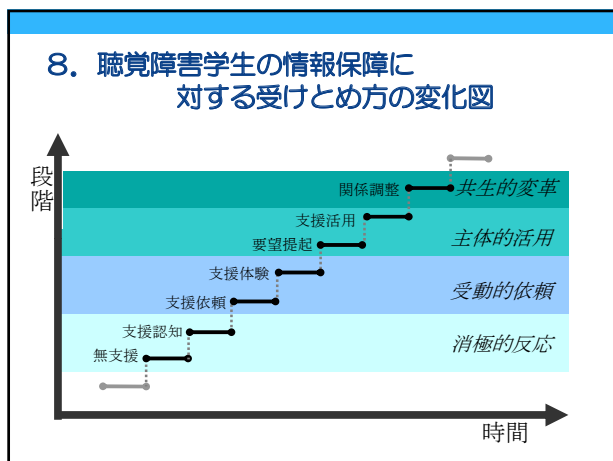 8．聴覚障害学生の情報保障に
対する受けとめ方の変化図
段階
関係調整
共生的変革
支援活用
要望提起
主体的活用
支援体験
支援依頼
受動的依頼
支援認知
無支援
消極的反応
時間